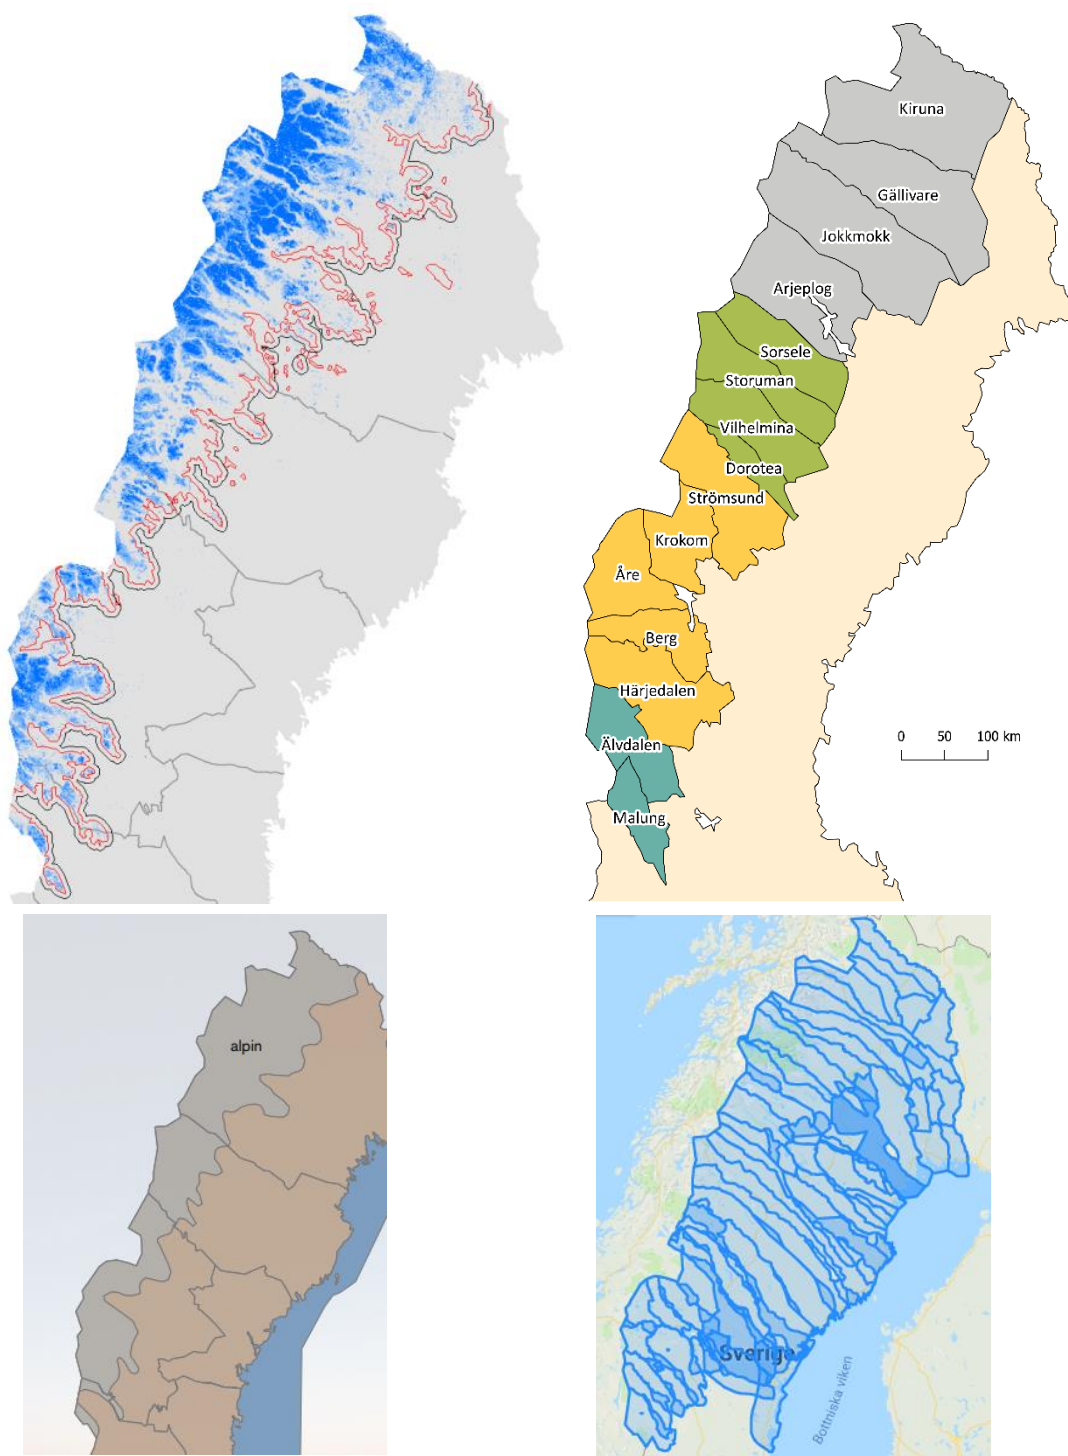 Kiruna
Gällivare
Jokkmokk
Arjeplog
Sorsele
Storuman
Vilhelmina
Dorotea
Strömsund
Krokom
Åre
Berg
Härjedalen
Älvdalen
Malung
0 50 100 km
alpin
Sverige
Bottniska viken